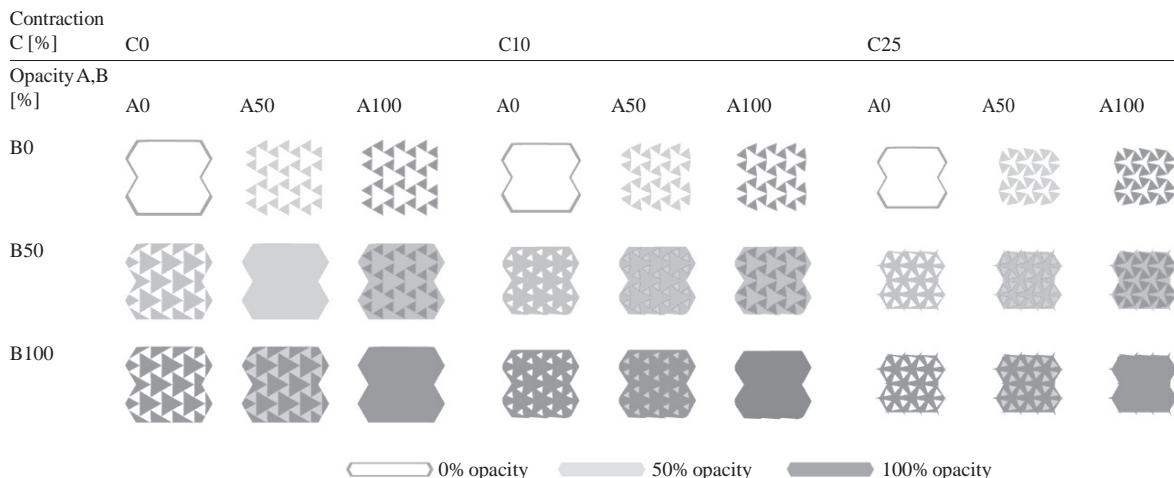 Contraction
C [%] C0 C10 C25
Opacity A,B
[%] A0 A50 A100 A0 A50 A100 A0 A50 A100
B0
B50
B100
0% opacity 50% opacity 100% opacity